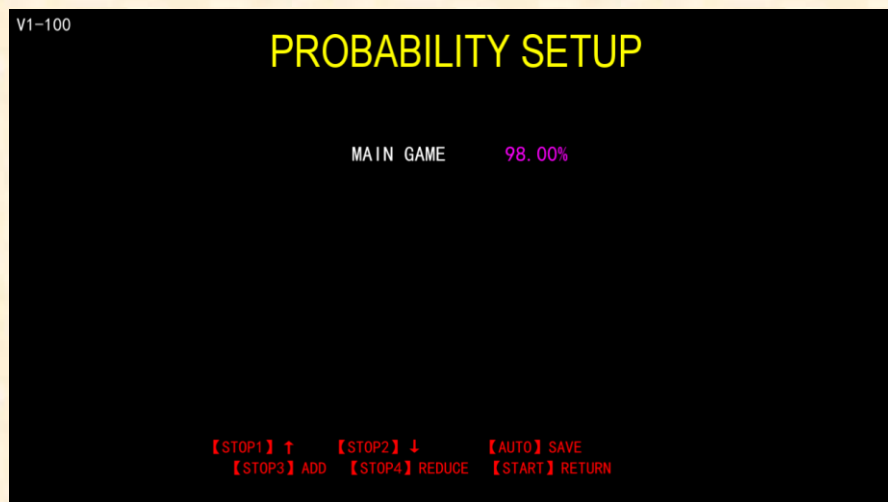 V1-100
PROBABILITY SETUP
MAIN GAME 98.00%
【STOP1】↑ 【STOP2】↓ 【AUTO】SAVE
【STOP3】ADD 【STOP4】REDUCE 【START】RETURN